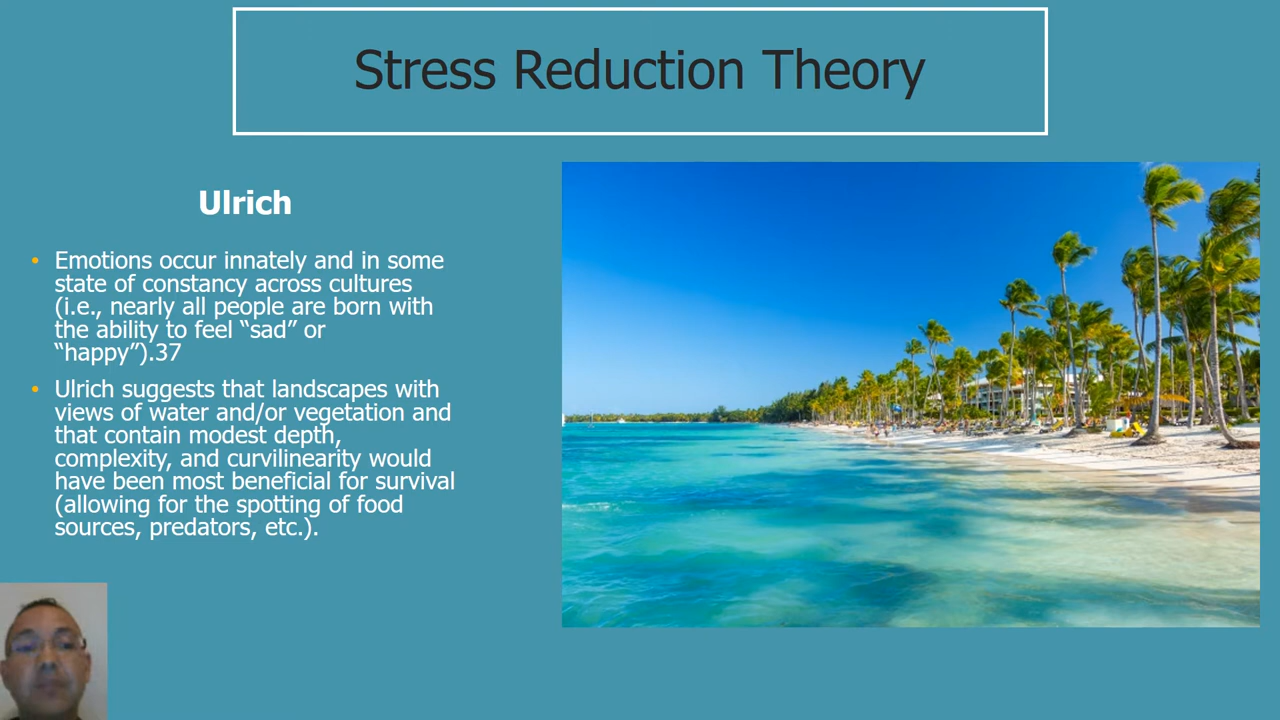 Stress Reduction Theory
Ulrich
• Emotions occur innately and in some
state of constancy across cultures
(i.e., nearly all people are born with
the ability to feel “sad” or
“happy”).37
• Ulrich suggests that landscapes with
views of water and/or vegetation and
that contain modest depth,
complexity, and curvilinearity would
have been most beneficial for survival
(allowing for the spotting of food
sources, predators, etc.).